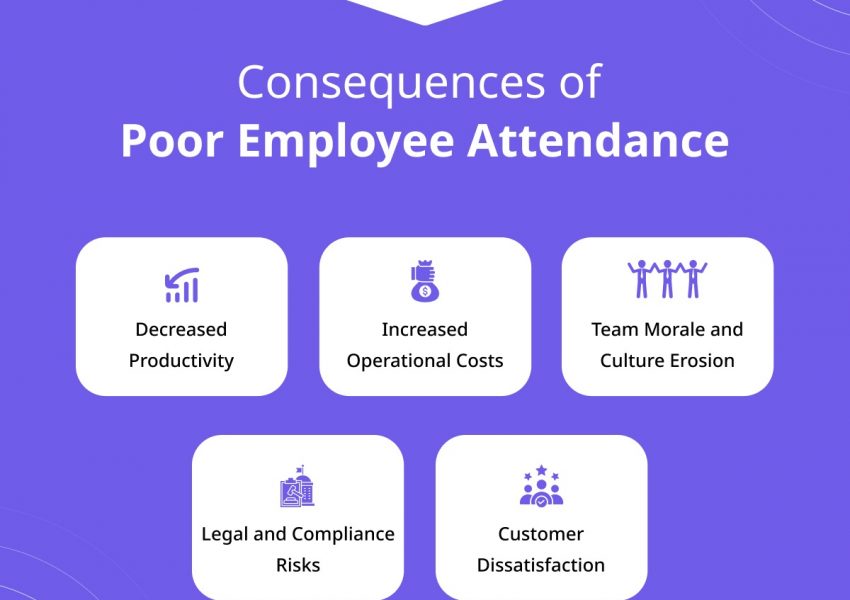 Consequences of
Poor Employee Attendance
Decreased
Productivity
Increased
Operational Costs
Team Morale and
Culture Erosion
Legal and Compliance
Risks
Customer
Dissatisfaction